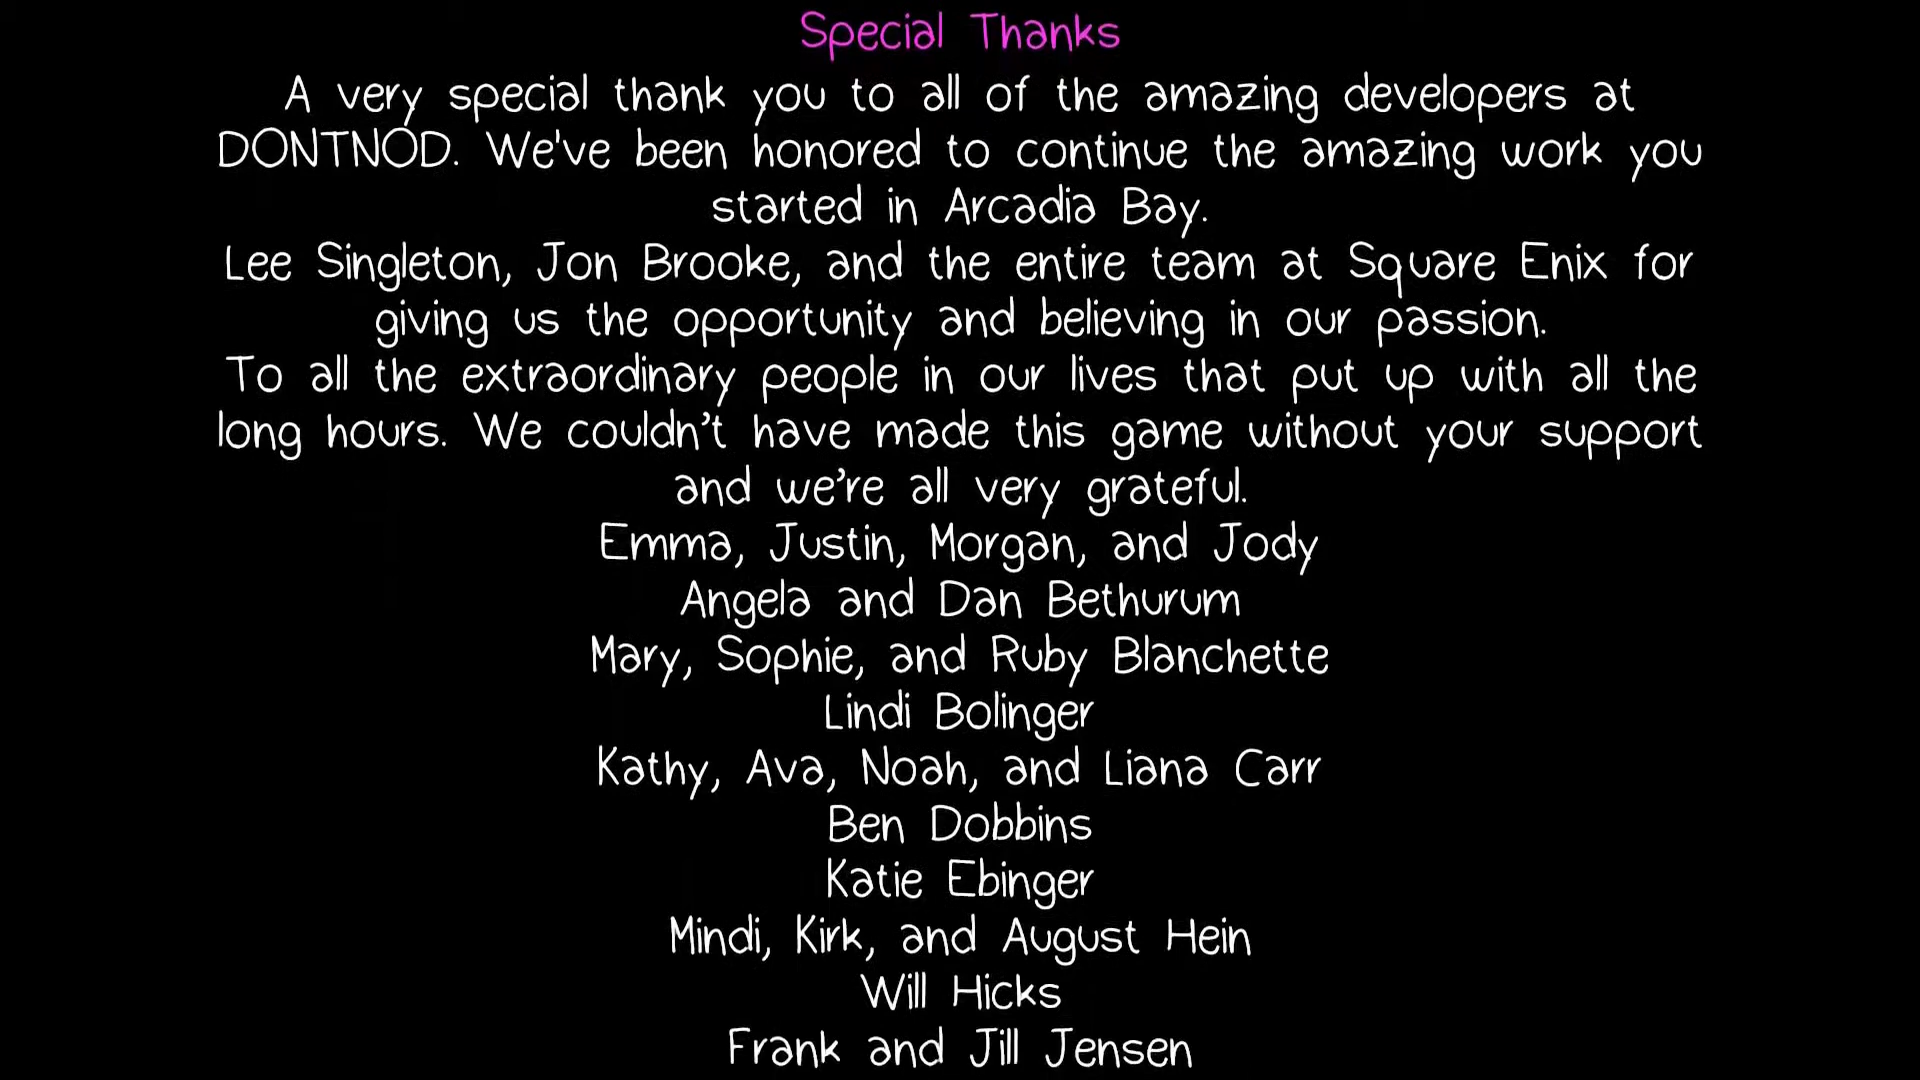 Special Thanks
A very special thank you to all of the amazing developers at
DONTNOD. We've been honored to continue the amazing work you
started in Arcadia Bay.
Lee Singleton, Jon Brooke, and the entire team at Square Enix for
giving us the opportunity and believing in our passion.
To all the extraordinary people in our lives that put up with all the
long hours. We couldn’t have made this game without your support
and we’re all very grateful.
Emma, Justin, Morgan, and Jody
Angela and Dan Bethurum
Mary, Sophie, and Ruby Blanchette
Lindi Bolinger
Kathy, Ava, Noah, and Liana Carr
Ben Dobbins
Katie Ebinger
Mindi, Kirk, and August Hein
Will Hicks
Frank and Jill Jensen